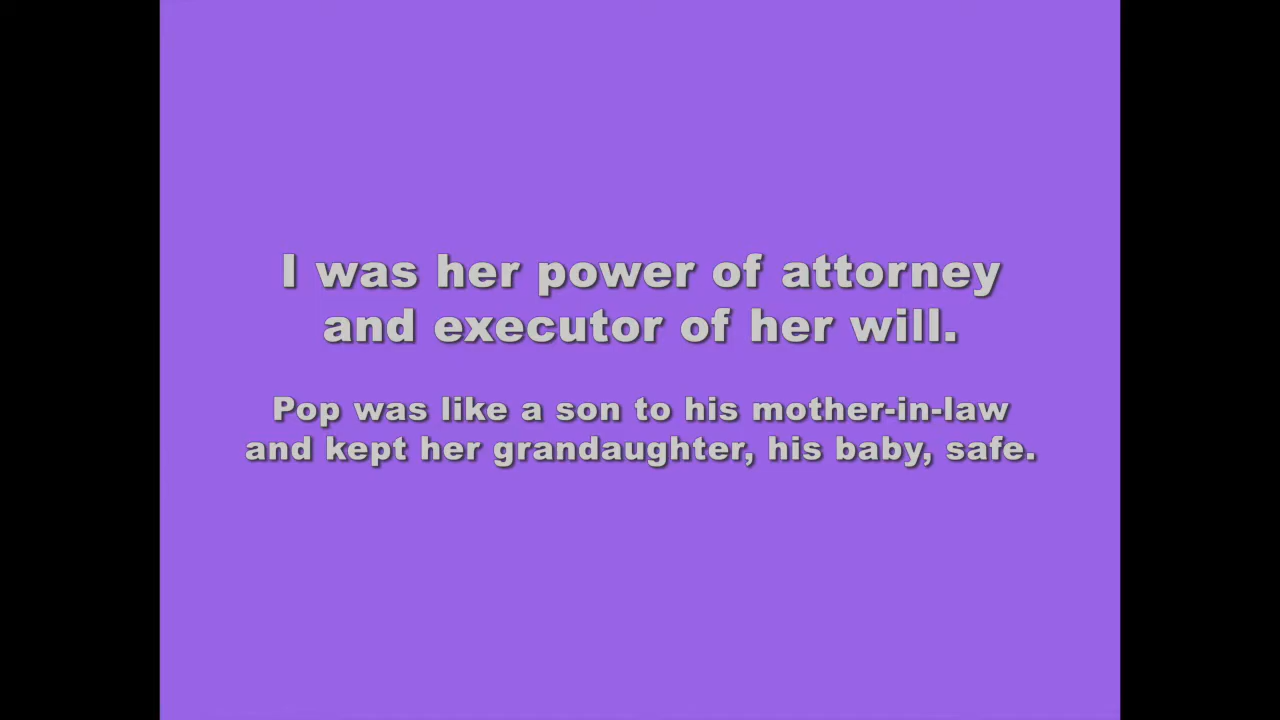 I was her power of attorney
and executor of her will.
Pop was like a son to his mother-in-law
and kept her grandaughter, his baby, safe.